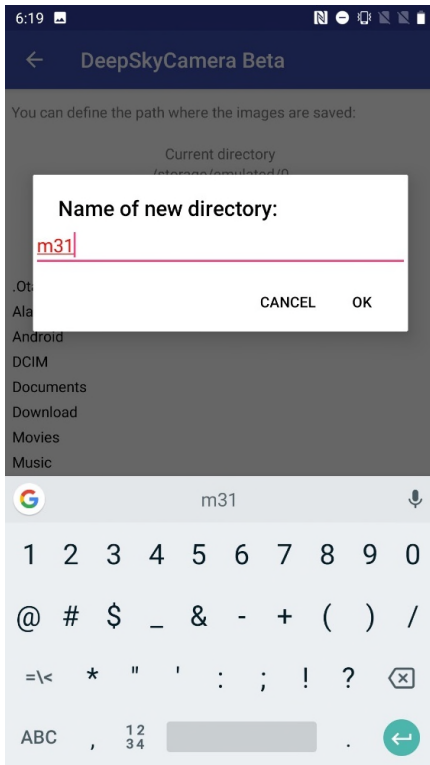 6:19
DeepSkyCamera Beta
You can define the path where the images are saved:
Current directory
/storage/emulated/0
Name of new directory:
m31
CANCEL OK
.Ota
Ala
Android
DCIM
Documents
Download
Movies
Music
m31
1 2 3 4 5 6 7 8 9 0
@ # $ _ & - + ( ) /
=\< * " ' : ; ! ?
ABC , 12 34 .